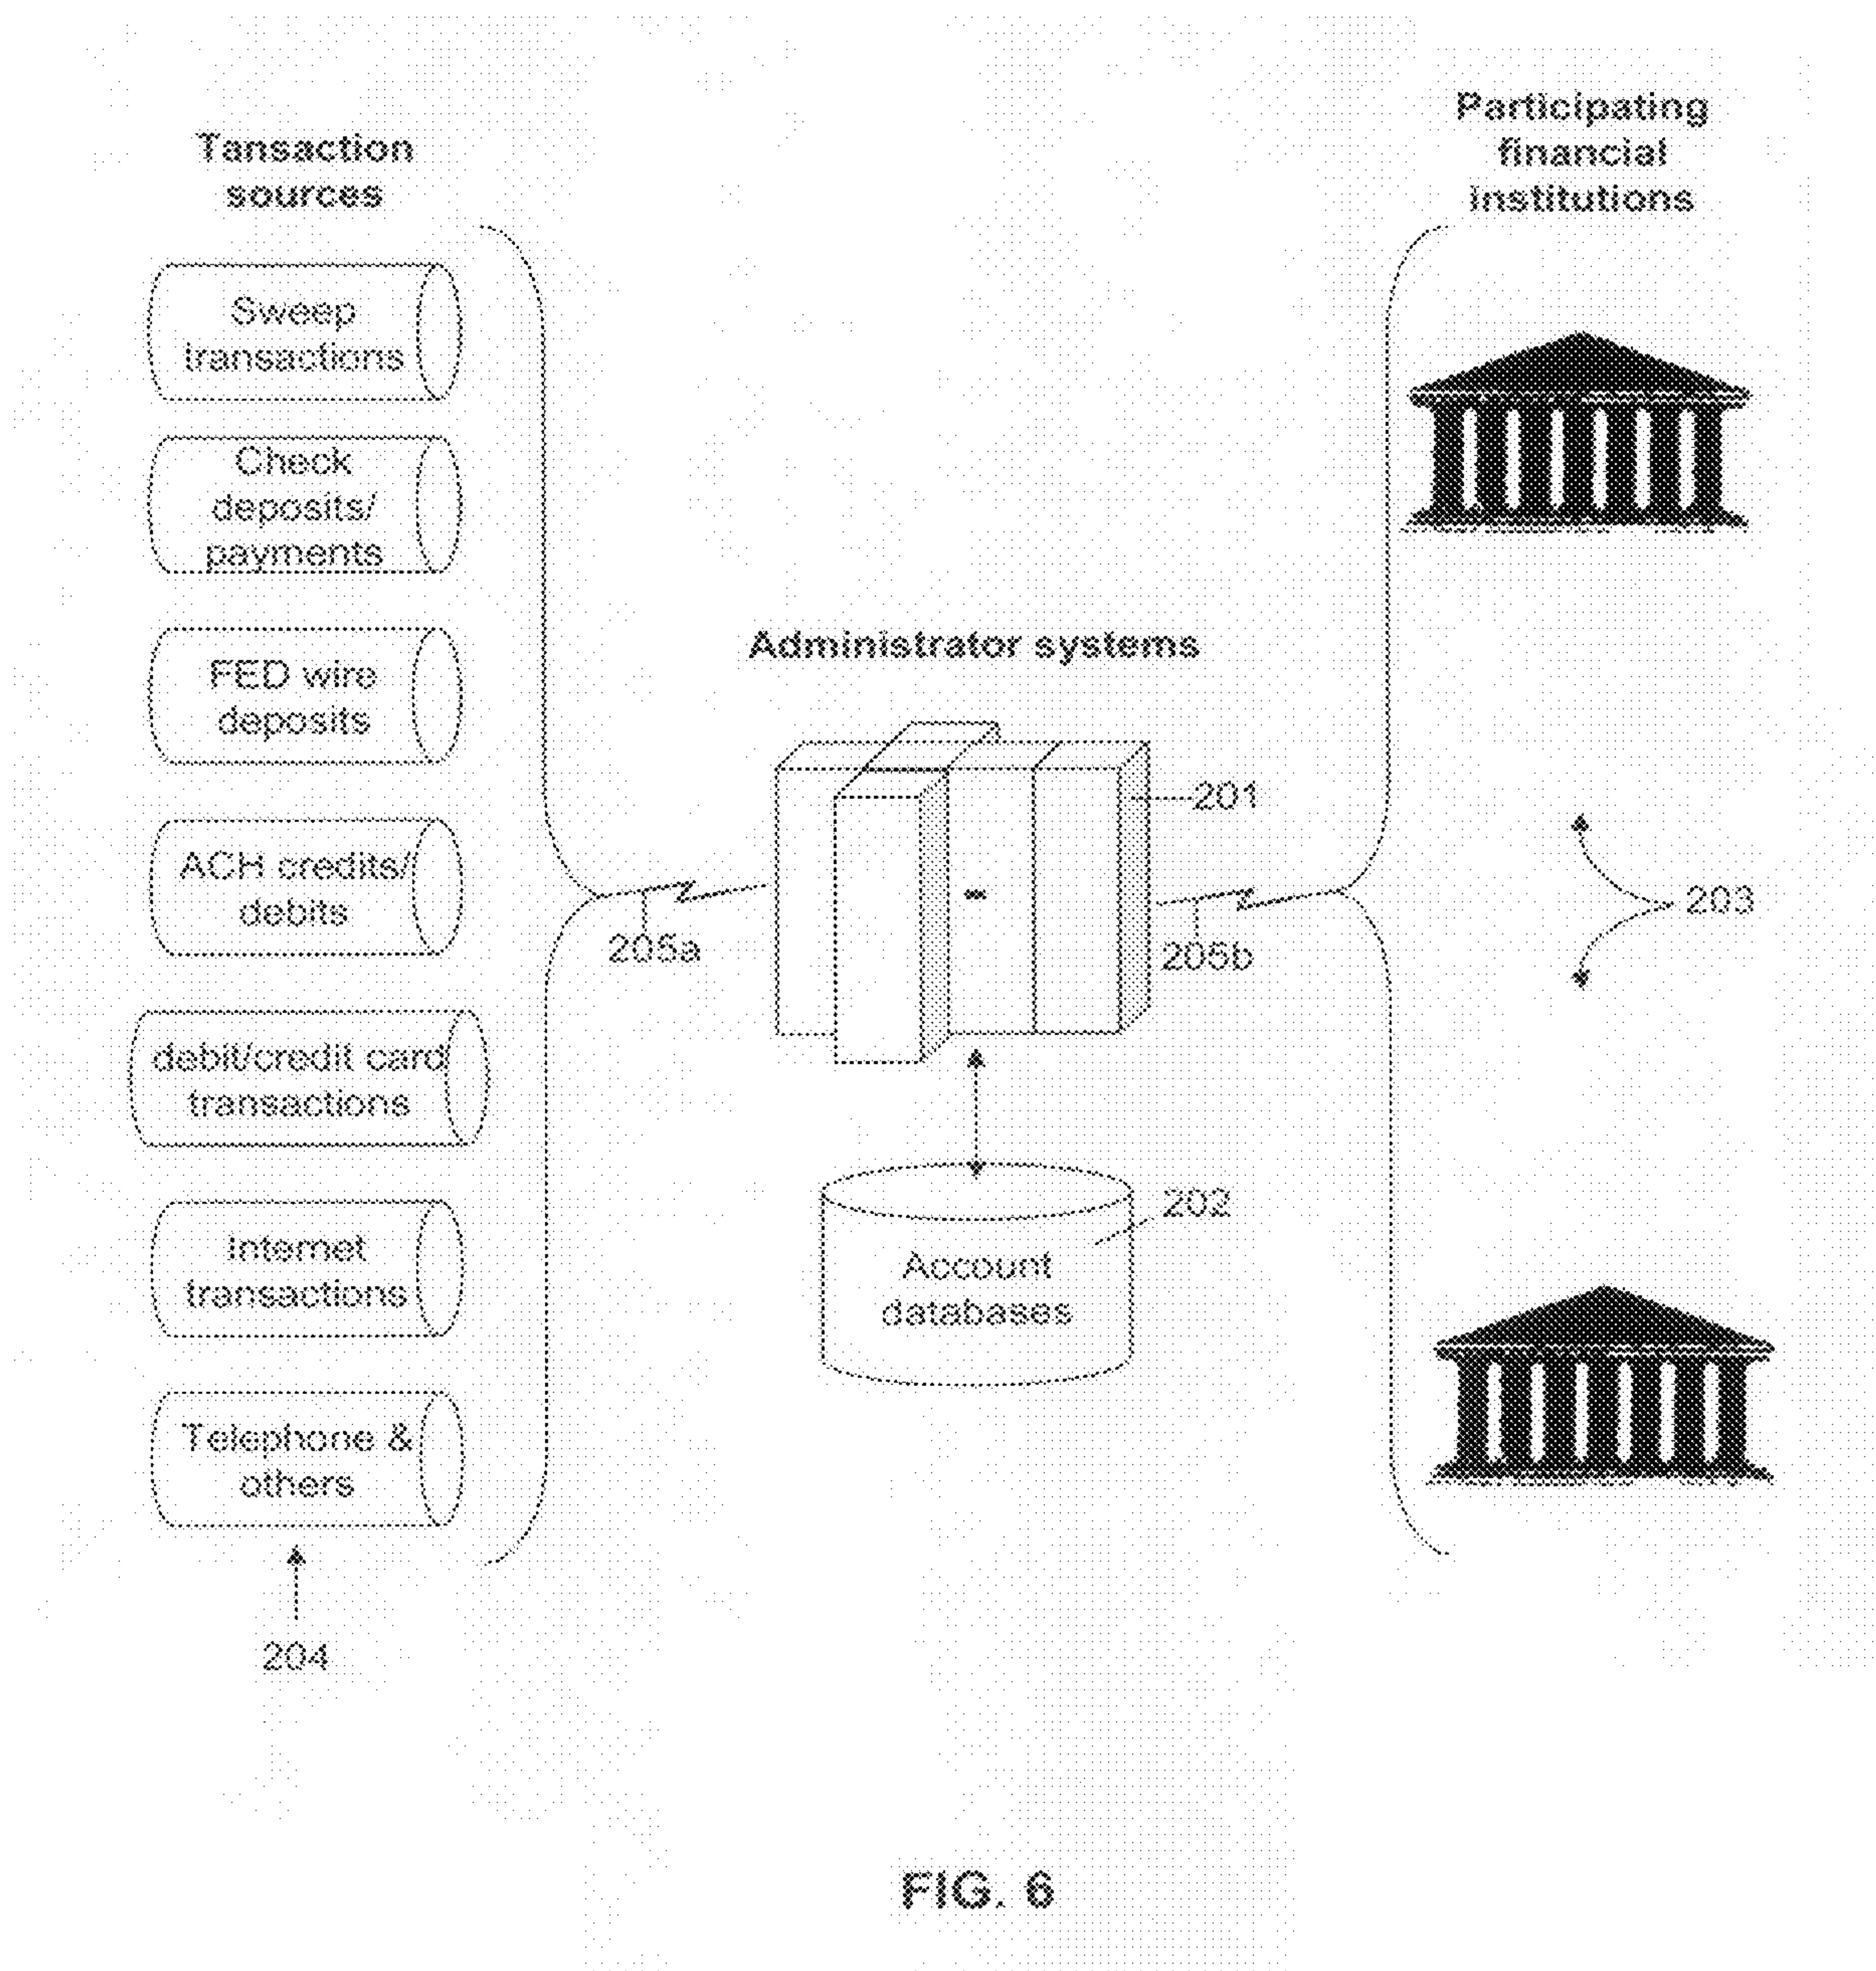 Tansaction
sources
Sweep
transactions
Check
deposits/
payments
FED wire
deposits
ACH credits/
debits
debit/credit card
transactions
Internet
transactions
Telephone &
others
204
205a
Administrator systems
201
205b
202
Account
databases
Participating
financial
institutions
203
FIG. 6